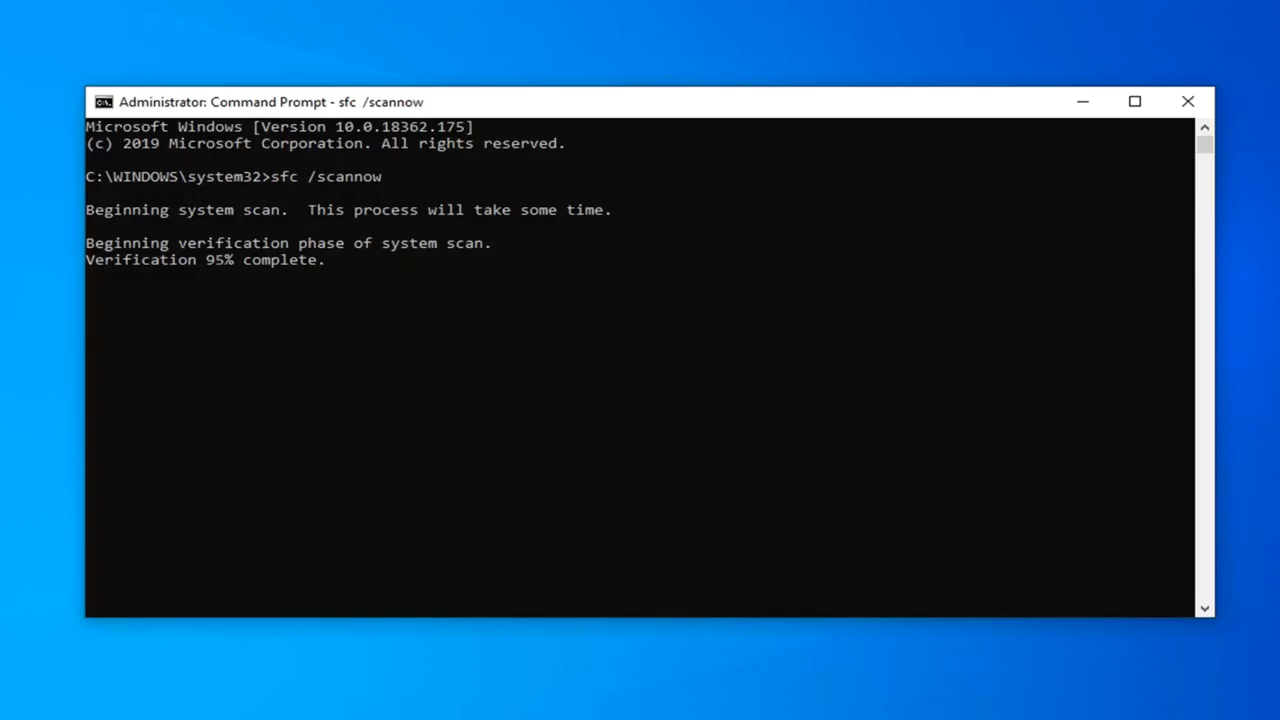 Administrator: Command Prompt - sfc  /scannow
Microsoft Windows [Version 10.0.18362.175]
(c) 2019 Microsoft Corporation. All rights reserved.
C:\WINDOWS\system32>sfc /scannow
Beginning system scan.  This process will take some time.
Beginning verification phase of system scan.
Verification 95% complete.